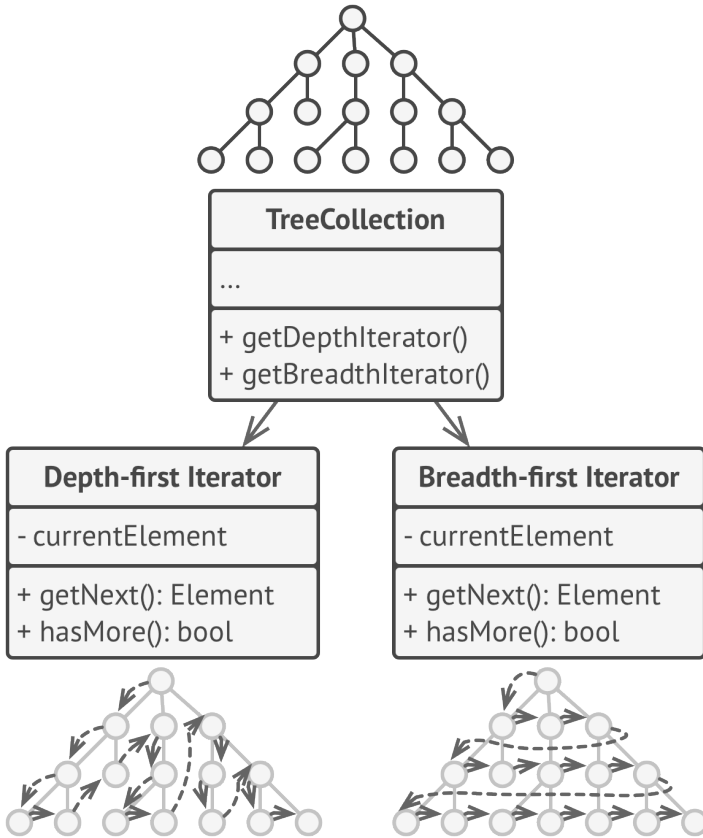 TreeCollection
...
+ getDepthIterator()
+ getBreadthIterator()
Depth-first Iterator
- currentElement
+ getNext(): Element
+ hasMore(): bool
Breadth-first Iterator
- currentElement
+ getNext(): Element
+ hasMore(): bool